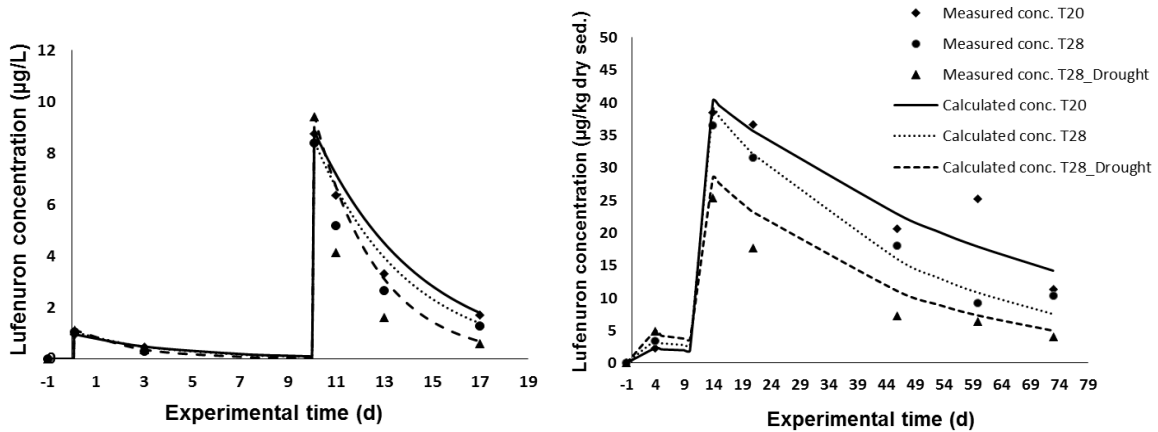 Lufenuron concentration (µg/L)
12
10
8
6
4
2
0
-1 1 3 5 7 9 11 13 15 17 19
Experimental time (d)
Lufenuron concentration (µg/kg dry sed.)
50
45
40
35
30
25
20
15
10
5
0
-1 4 9 14 19 24 29 34 39 44 49 54 59 64 69 74 79
Experimental time (d)
Measured conc. T20
Measured conc. T28
Measured conc. T28_Drought
Calculated conc. T20
Calculated conc. T28
Calculated conc. T28_Drought